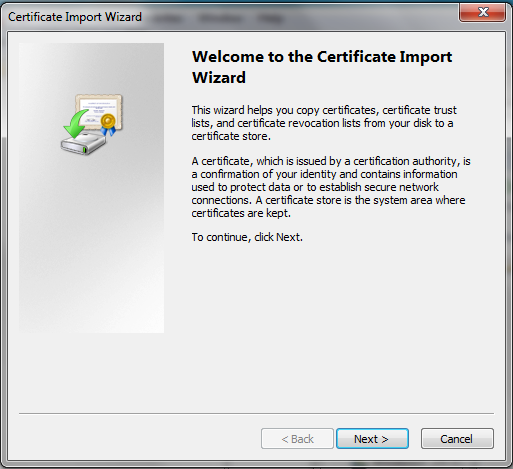 Certificate Import Wizard
Window Help
Welcome to the Certificate Import
Wizard
This wizard helps you copy certificates, certificate trust
lists, and certificate revocation lists from your disk to a
certificate store.
A certificate, which is issued by a certification authority, is
a confirmation of your identity and contains information
used to protect data or to establish secure network
connections. A certificate store is the system area where
certificates are kept.
To continue, click Next.
< Back
Next >
Cancel